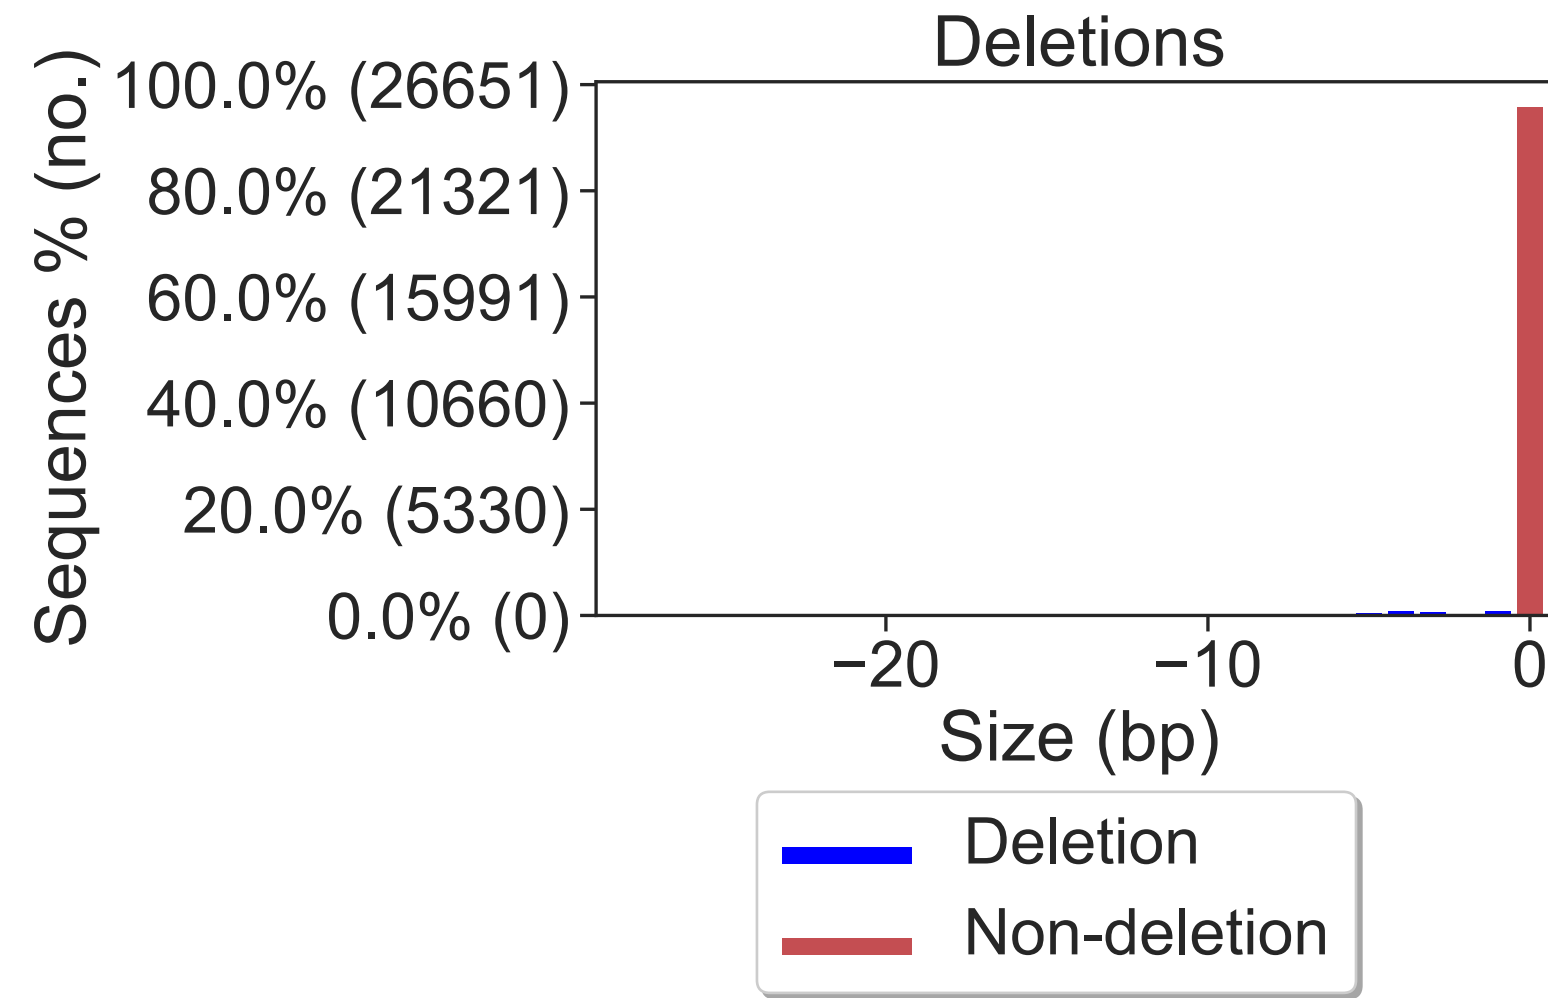 Deletions
Sequences % (no.)
100.0% (26651)
80.0% (21321)
60.0% (15991)
40.0% (10660)
20.0% (5330)
0.0% (0)
−20 −10 0
Size (bp)
Deletion
Non-deletion